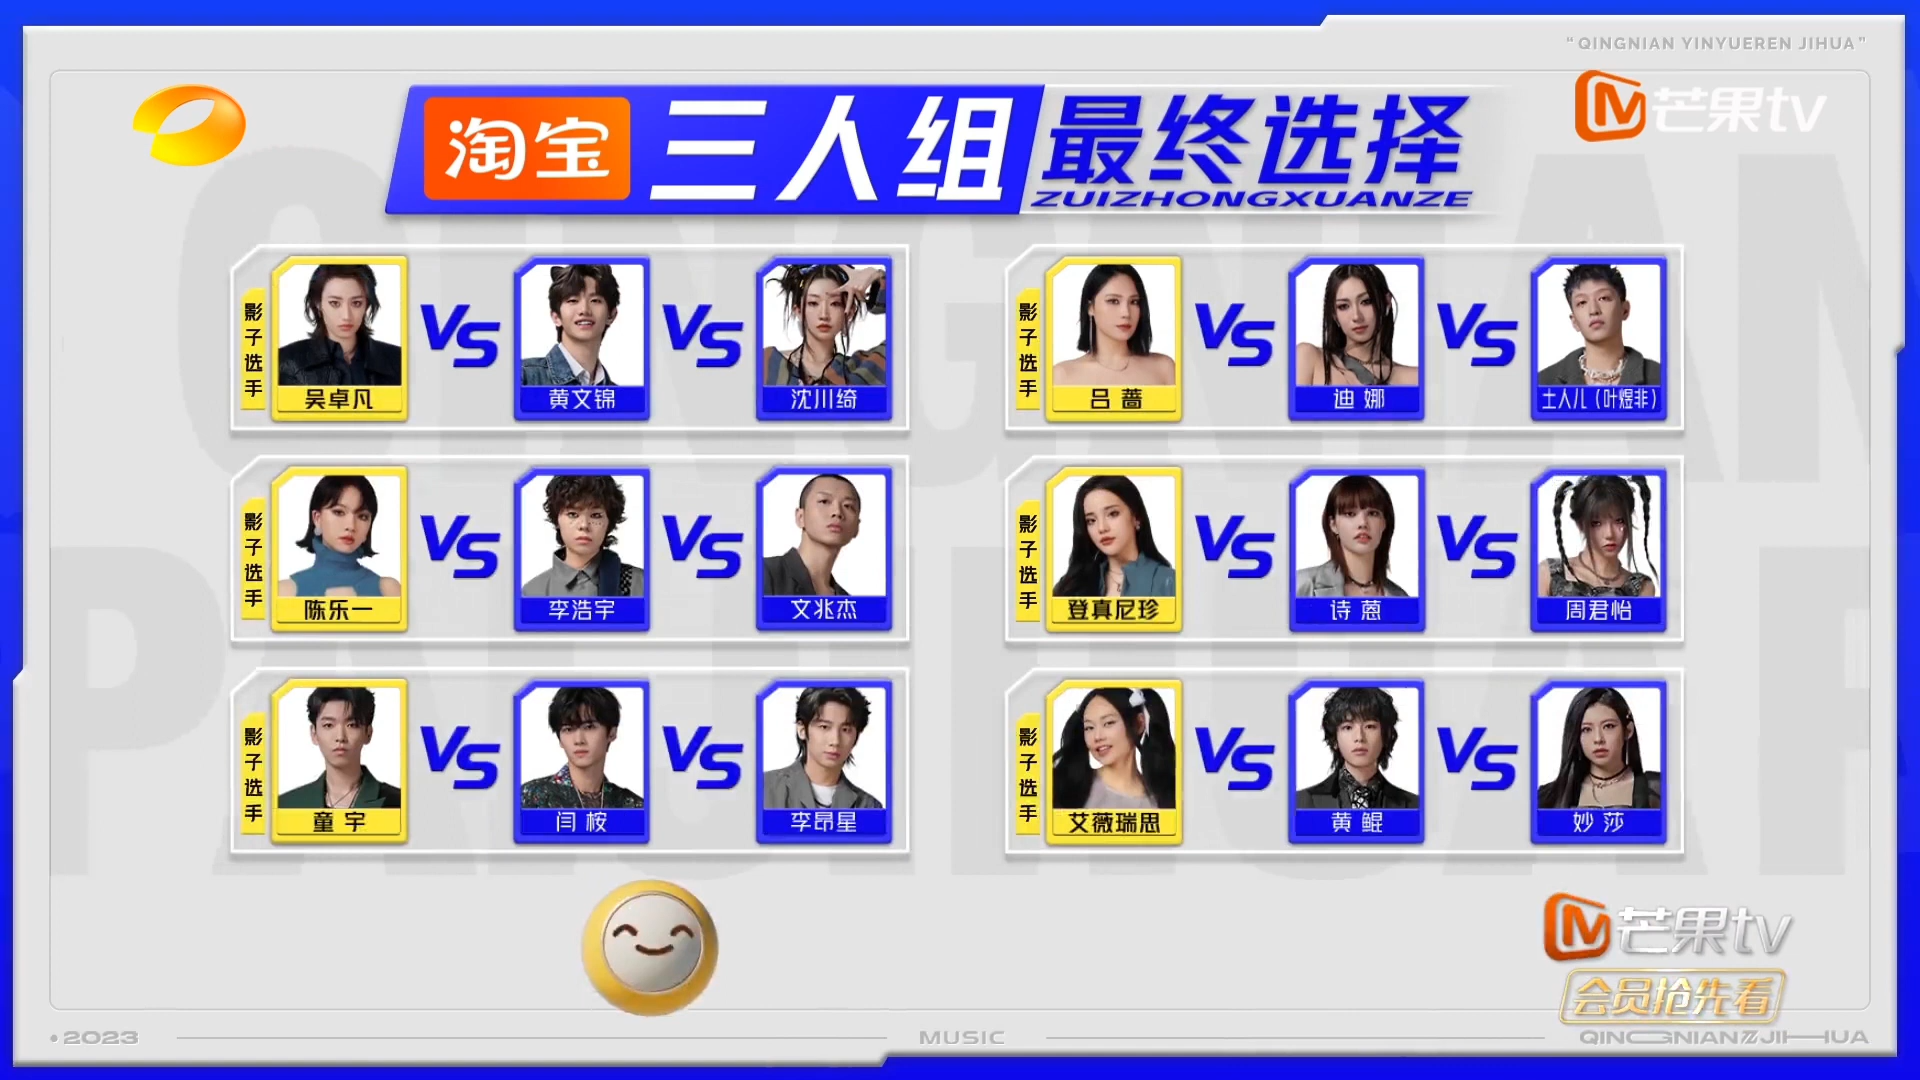 "QINGNIAN YINYUEREN JIHUA"
淘宝 三人组 最终选择
ZUIZHONGXUANZE
芒果tv
影子选手 吴卓凡 VS 黄文锦 VS 沈川绮
影子选手 吕蔷 VS 迪娜 VS 土人儿（叶煜非）
影子选手 陈乐一 VS 李浩宇 VS 文兆杰
影子选手 登真尼珍 VS 诗蒽 VS 周君怡
影子选手 童宇 VS 闫桉 VS 李昂星
影子选手 艾薇瑞思 VS 黄鲲 VS 妙莎
芒果tv
会员抢先看
2023
MUSIC